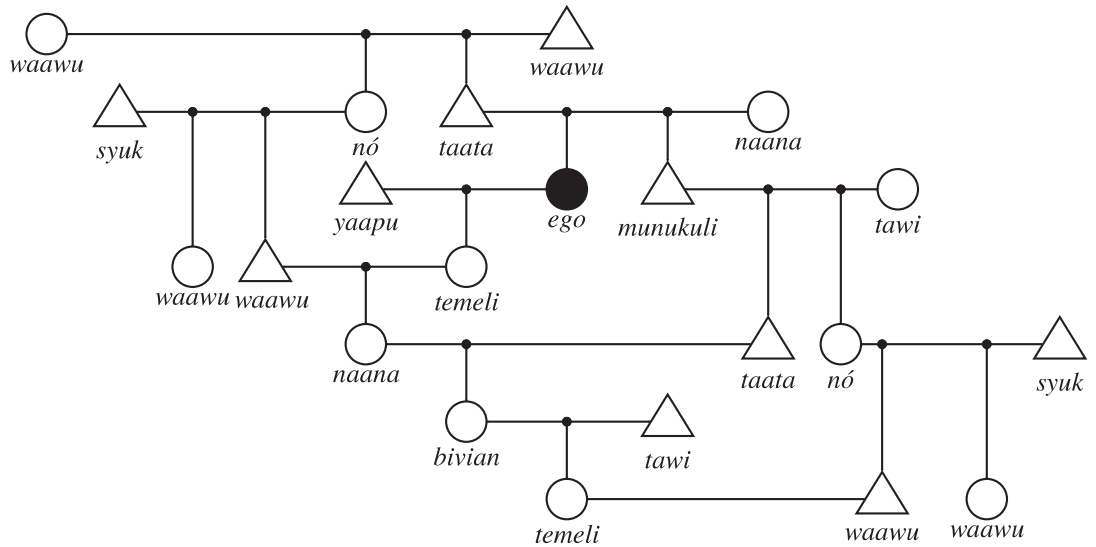 waawu
waawu
syuk
nó
taata
naana
yaapu
ego
munukuli
tawi
waawu
waawu
temeli
naana
taata
nó
syuk
bivian
tawi
temeli
waawu
waawu